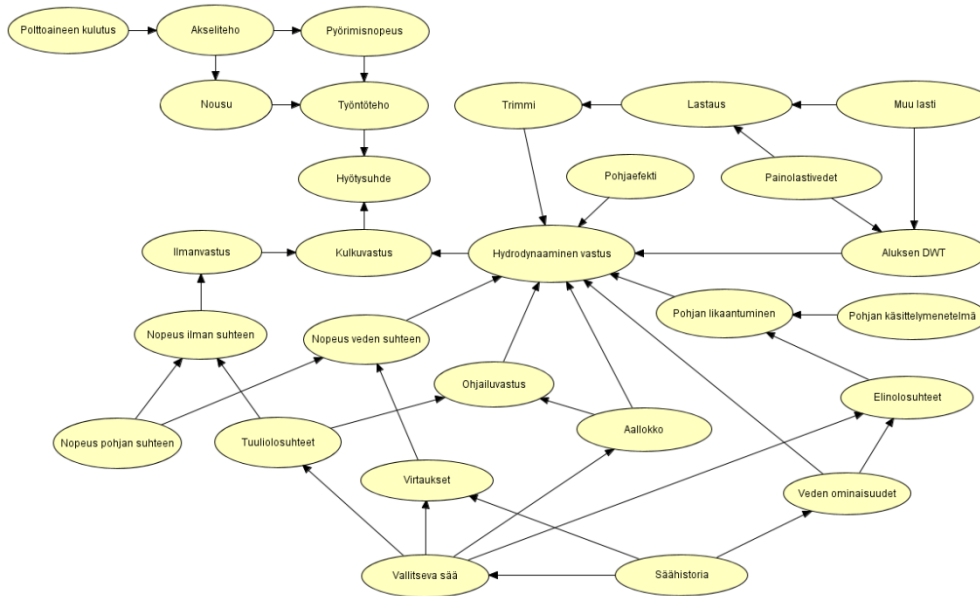 Polttoaineen kulutus
Akseliteho
Pyörimisnopeus
Nousu
Työntöteho
Trimmi
Lastaus
Muu lasti
Hyötysuhde
Pohjaefekti
Painolastivedet
Ilmanvastus
Kulkuvastus
Hydrodynaaminen vastus
Aluksen DWT
Nopeus ilman suhteen
Nopeus veden suhteen
Pohjan likaantuminen
Pohjan käsittelymenetelmä
Ohjailuvastus
Elinolosuhteet
Nopeus pohjan suhteen
Tuuliolosuhteet
Aallokko
Virtaukset
Veden ominaisuudet
Vallitseva sää
Säähistoria